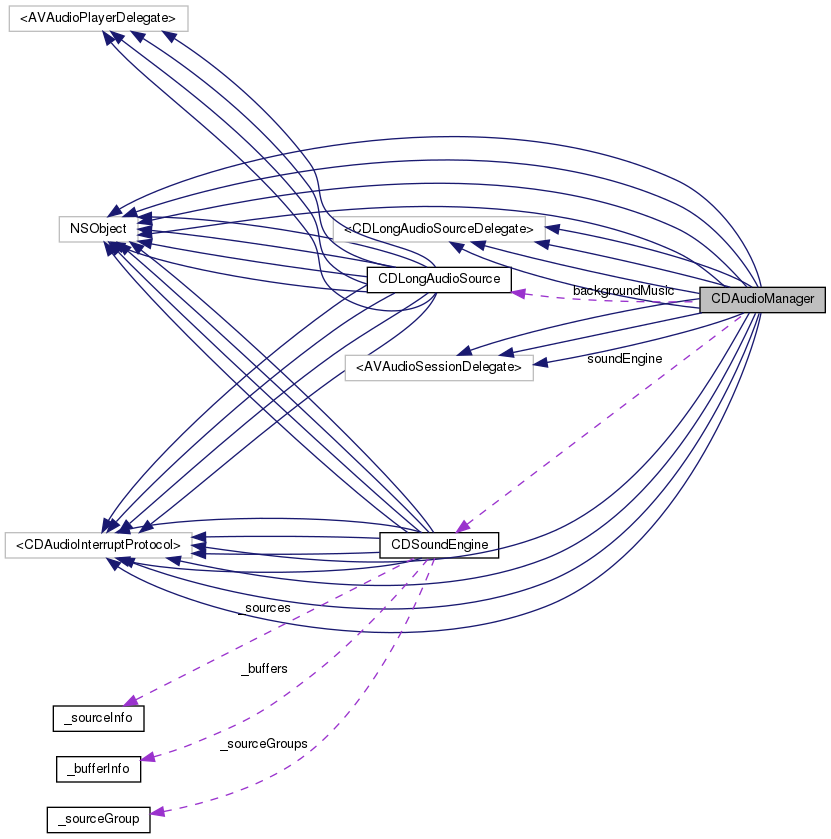 <AVAudioPlayerDelegate>
NSObject
<CDLongAudioSourceDelegate>
CDLongAudioSource
backgroundMusic
CDAudioManager
soundEngine
<AVAudioSessionDelegate>
<CDAudioInterruptProtocol>
CDSoundEngine
_sources
_buffers
_sourceInfo
_sourceGroups
_bufferInfo
_sourceGroup